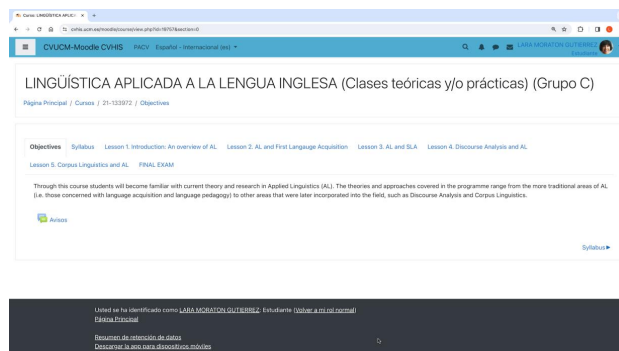 Curso: LINGÜÍSTICA APLIC
cvhis.ucm.es/moodle/course/view.php?id=19757&section=0
CVUCM-Moodle CVHIS PACV Español - Internacional (es)
LARA MORATON GUTIERREZ
Estudiante
LINGÜÍSTICA APLICADA A LA LENGUA INGLESA (Clases teóricas y/o prácticas) (Grupo C)
Página Principal / Cursos / 21-133972 / Objectives
Objectives Syllabus Lesson 1. Introduction: An overview of AL Lesson 2. AL and First Langauge Acquisition Lesson 3. AL and SLA Lesson 4. Discourse Analysis and AL
Lesson 5. Corpus Linguistics and AL FINAL EXAM
Through this course students will become familiar with current theory and research in Applied Linguistics (AL). The theories and approaches covered in the programme range from the more traditional areas of AL
(i.e. those concerned with language acquisition and language pedagogy) to other areas that were later incorporated into the field, such as Discourse Analysis and Corpus Linguistics.
Avisos
Syllabus►
Usted se ha identificado como LARA MORATON GUTIERREZ: Estudiante (Volver a mi rol normal)
Página Principal
Resumen de retención de datos
Descargar la app para dispositivos móviles